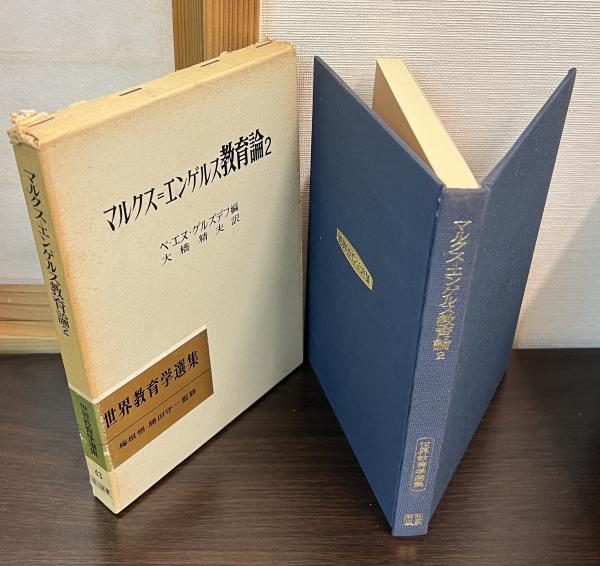 マルクス=エンゲルス教育論2
ペ・エヌ・グルズデフ編
大橋精夫訳
世界教育学選集
梅根悟 勝田守一監修
マルクス=エンゲルス教育論2
世界教育学選集
43
マルクス=エンゲルス教育論2
世界教育学選集